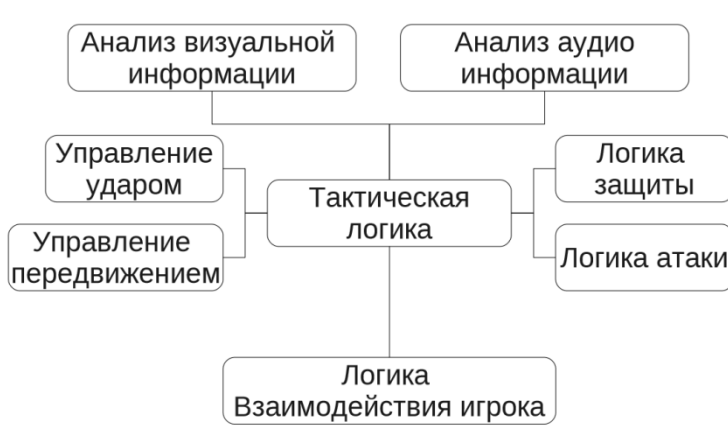 Анализ визуальной
информации
Анализ аудио
информации
Управление
ударом
Логика
защиты
Тактическая
логика
Управление
передвижением
Логика атаки
Логика
Взаимодействия игрока